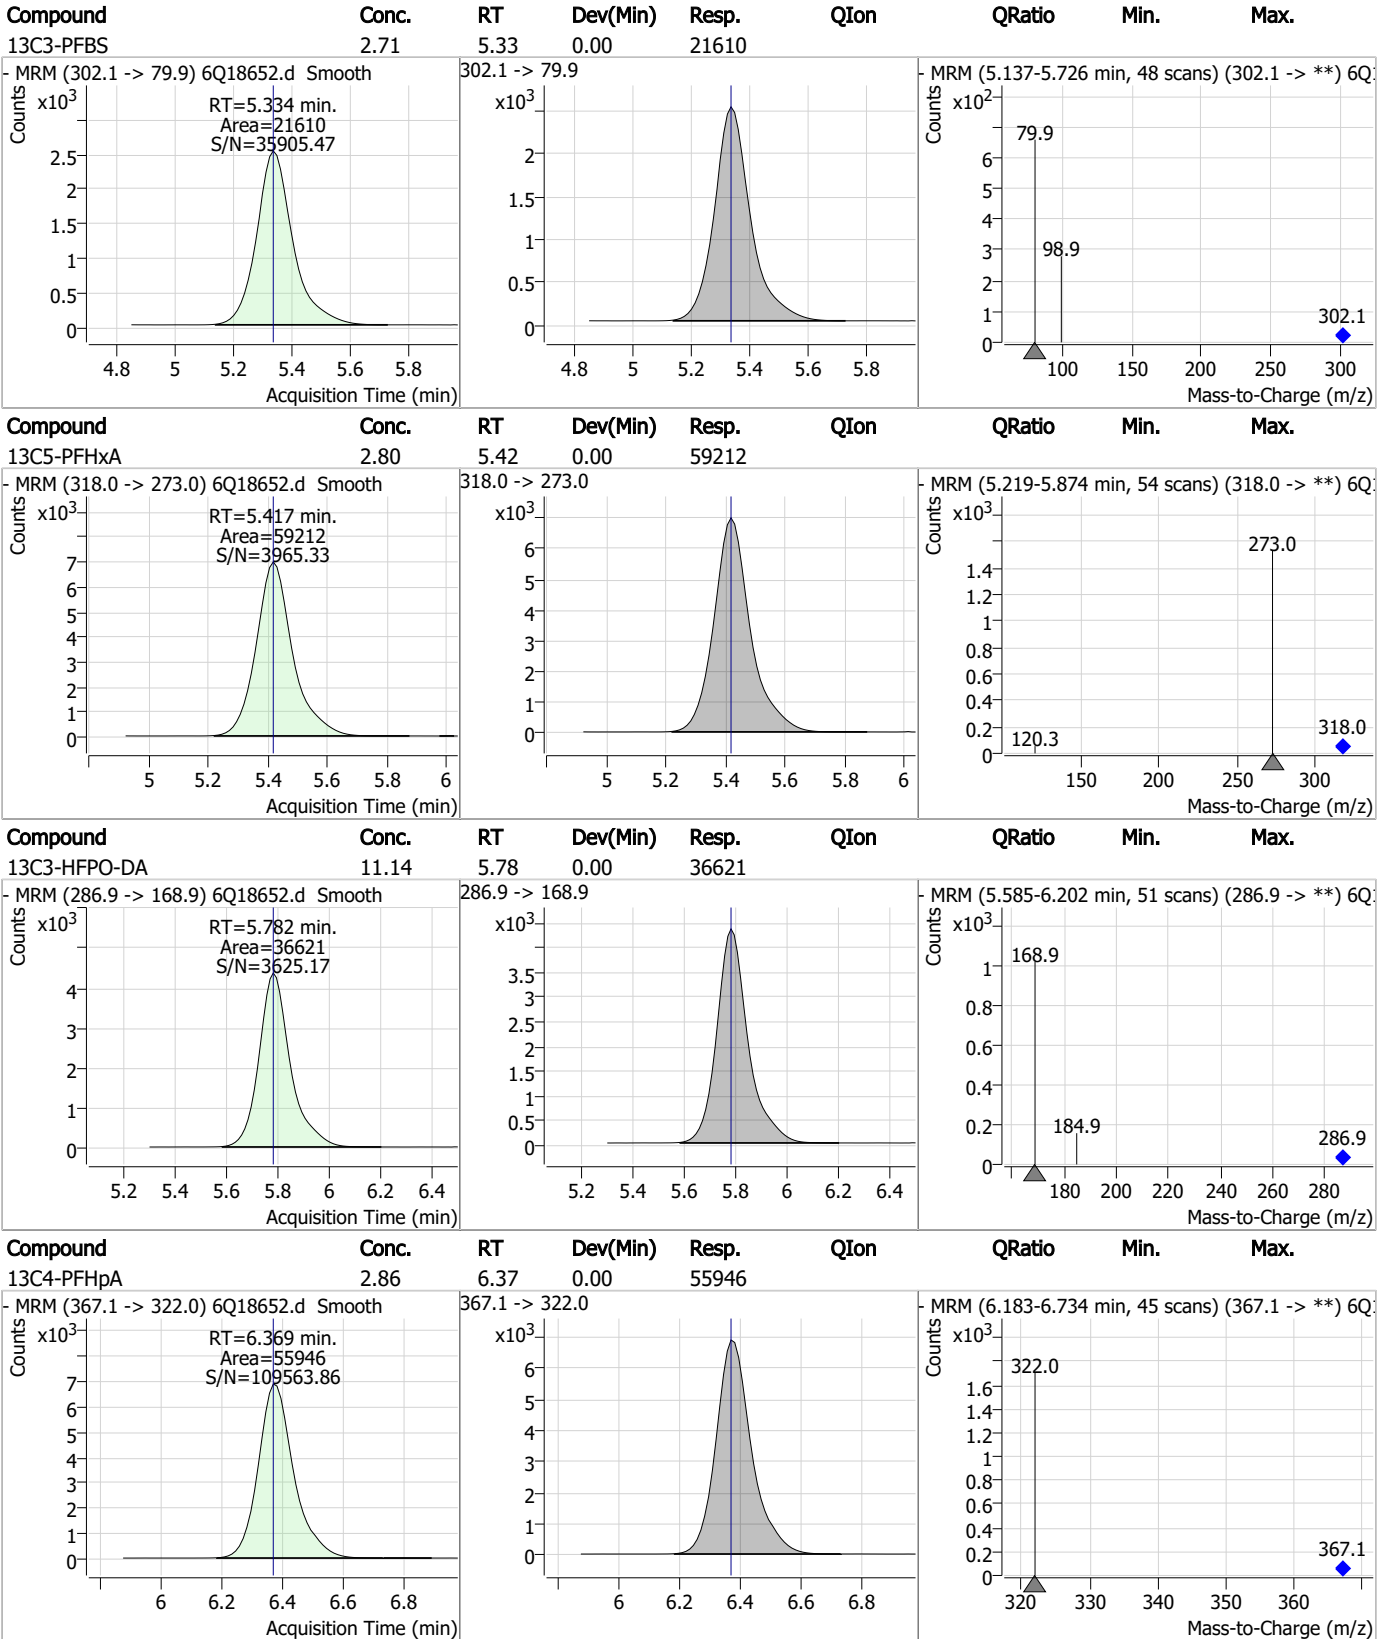 Compound Conc. RT Dev(Min) Resp. QIon QRatio Min. Max.
13C3-PFBS 2.71 5.33 0.00 21610
- MRM (302.1 -> 79.9) 6Q18652.d Smooth
Counts
x10³
RT=5.334 min.
Area=21610
S/N=35905.47
2.5
2
1.5
1
0.5
0
4.8 5 5.2 5.4 5.6 5.8
Acquisition Time (min)
302.1 -> 79.9
x10³
2
1.5
1
0.5
0
4.8 5 5.2 5.4 5.6 5.8
- MRM (5.137-5.726 min, 48 scans) (302.1 -> **) 6Q
Counts
x10²
79.9
6
5
4
3
98.9
2
1
302.1
0
100 150 200 250 300
Mass-to-Charge (m/z)
Compound Conc. RT Dev(Min) Resp. QIon QRatio Min. Max.
13C5-PFHxA 2.80 5.42 0.00 59212
- MRM (318.0 -> 273.0) 6Q18652.d Smooth
Counts
x10³
RT=5.417 min.
Area=59212
S/N=3965.33
7
6
5
4
3
2
1
0
5 5.2 5.4 5.6 5.8 6
Acquisition Time (min)
318.0 -> 273.0
x10³
6
5
4
3
2
1
0
5 5.2 5.4 5.6 5.8 6
- MRM (5.219-5.874 min, 54 scans) (318.0 -> **) 6Q
Counts
x10³
273.0
1.4
1.2
1
0.8
0.6
0.4
0.2
120.3
318.0
0
150 200 250 300
Mass-to-Charge (m/z)
Compound Conc. RT Dev(Min) Resp. QIon QRatio Min. Max.
13C3-HFPO-DA 11.14 5.78 0.00 36621
- MRM (286.9 -> 168.9) 6Q18652.d Smooth
Counts
x10³
RT=5.782 min.
Area=36621
S/N=3625.17
4
3
2
1
0
5.2 5.4 5.6 5.8 6 6.2 6.4
Acquisition Time (min)
286.9 -> 168.9
x10³
3.5
3
2.5
2
1.5
1
0.5
0
5.2 5.4 5.6 5.8 6 6.2 6.4
- MRM (5.585-6.202 min, 51 scans) (286.9 -> **) 6Q
Counts
x10³
168.9
1
0.8
0.6
0.4
0.2
184.9
286.9
0
180 200 220 240 260 280
Mass-to-Charge (m/z)
Compound Conc. RT Dev(Min) Resp. QIon QRatio Min. Max.
13C4-PFHpA 2.86 6.37 0.00 55946
- MRM (367.1 -> 322.0) 6Q18652.d Smooth
Counts
x10³
RT=6.369 min.
Area=55946
S/N=109563.86
7
6
5
4
3
2
1
0
6 6.2 6.4 6.6 6.8
Acquisition Time (min)
367.1 -> 322.0
x10³
6
5
4
3
2
1
0
6 6.2 6.4 6.6 6.8
- MRM (6.183-6.734 min, 45 scans) (367.1 -> **) 6Q
Counts
x10³
322.0
1.6
1.4
1.2
1
0.8
0.6
0.4
0.2
367.1
0
320 330 340 350 360
Mass-to-Charge (m/z)